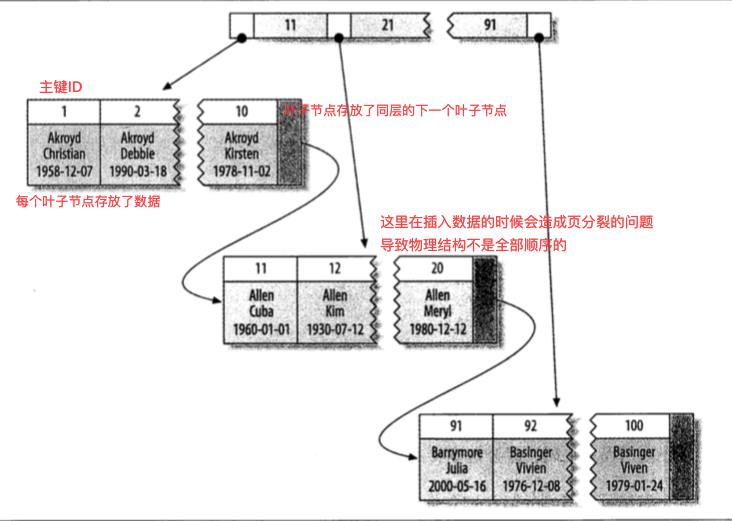 11 21 91
主键ID
1 2 10
叶子节点存放了同层的下一个叶子节点
Akroyd Akroyd Akroyd
Christian Debbie Kirsten
1958-12-07 1990-03-18 1978-11-02
每个叶子节点存放了数据
这里在插入数据的时候会造成页分裂的问题
导致物理结构不是全部顺序的
11 12 20
Allen Allen Allen
Cuba Kim Meryl
1960-01-01 1930-07-12 1980-12-12
91 92 100
Barrymore Basinger Basinger
Julia Vivien Viven
2000-05-16 1976-12-08 1979-01-24